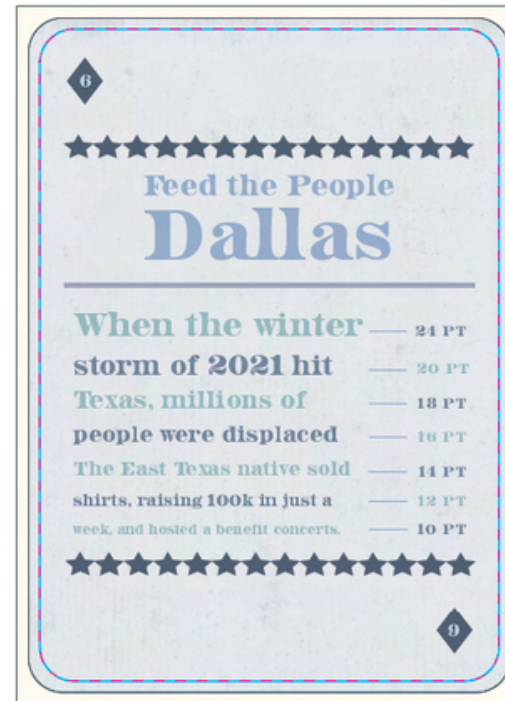 6
Feed the People
Dallas
When the winter 24 PT
storm of 2021 hit 20 PT
Texas, millions of 18 PT
people were displaced 16 PT
The East Texas native sold 14 PT
shirts, raising 100k in just a 12 PT
week, and hosted a benefit concerts. 10 PT
6